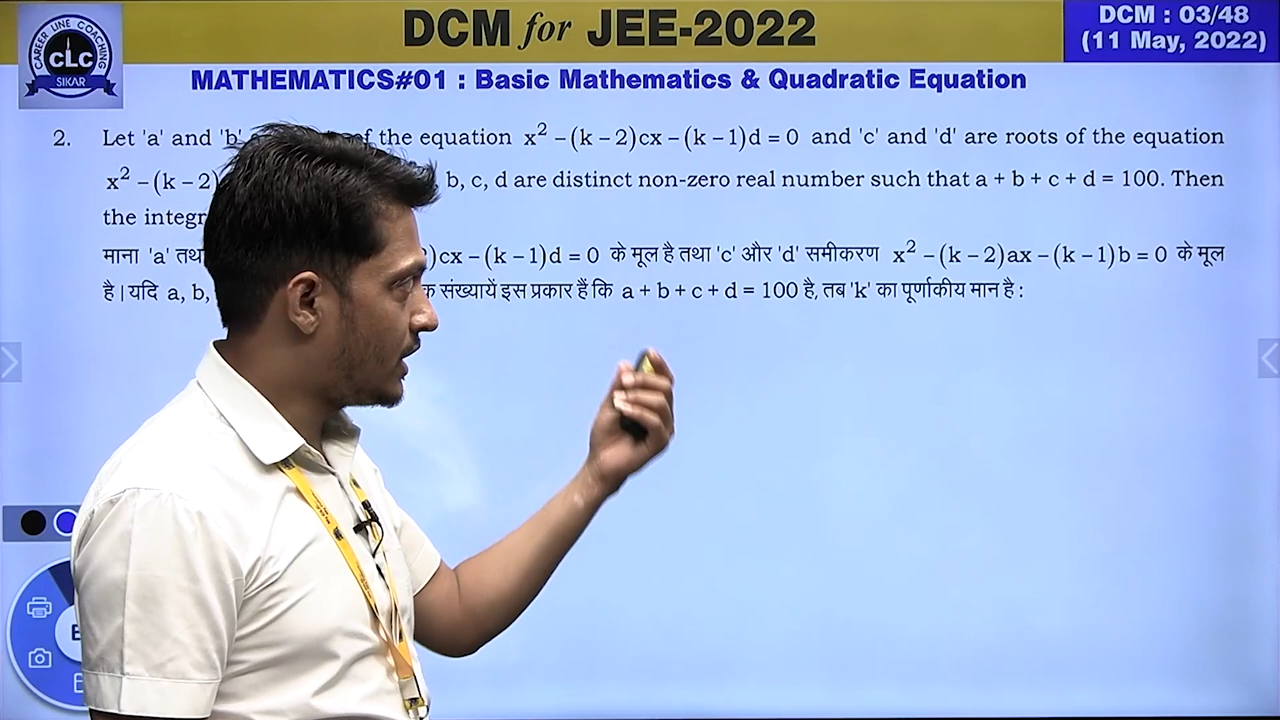 CAREER LINE COACHING
CLC
SIKAR
DCM for JEE-2022
DCM : 03/48
(11 May, 2022)
MATHEMATICS#01 : Basic Mathematics & Quadratic Equation
2. Let 'a' and 'b' of the equation x² –(k – 2)cx –(k – 1)d = 0 and 'c' and 'd' are roots of the equation
x² –(k – 2) b, c, d are distinct non-zero real number such that a + b + c + d = 100. Then
the integr
माना 'a' तथा )cx –(k – 1)d = 0 के मूल है तथा 'c' और 'd' समीकरण x² –(k – 2)ax –(k – 1)b = 0 के मूल
है। यदि a, b, क संख्यायें इस प्रकार हैं कि a + b + c + d = 100 है, तब 'k' का पूर्णाकीय मान है :